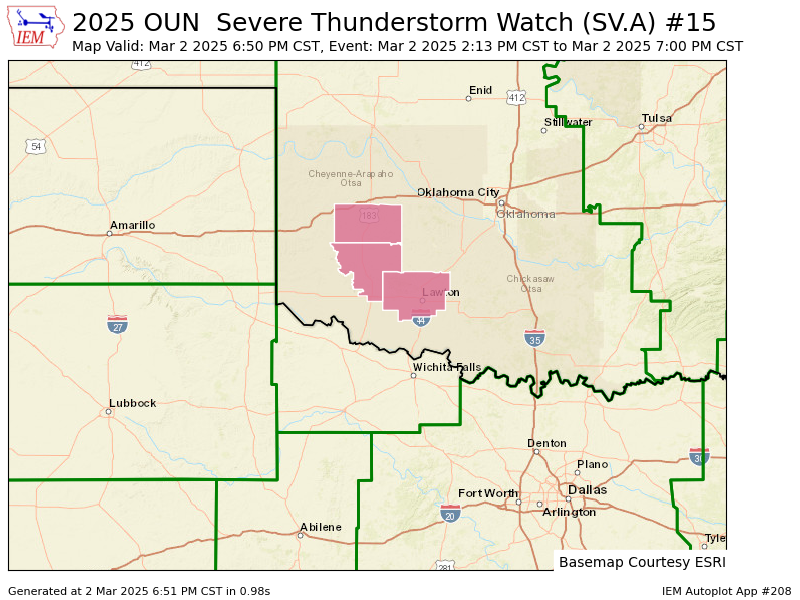 IEM
2025 OUN  Severe Thunderstorm Watch (SV.A) #15
Map Valid: Mar 2 2025 6:50 PM CST, Event: Mar 2 2025 2:13 PM CST to Mar 2 2025 7:00 PM CST
412
Enid
412
Stillwater
Tulsa
54
Cheyenne-Arapaho
Otsa
Oklahoma City
183
Oklahoma
Amarillo
Chickasaw
Otsa
Lawton
27
44
35
Wichita Falls
Lubbock
Denton
30
Plano
Fort Worth
Dallas
Arlington
20
Abilene
Tyle
281
Basemap Courtesy ESRI
Generated at 2 Mar 2025 6:51 PM CST in 0.98s
IEM Autoplot App #208